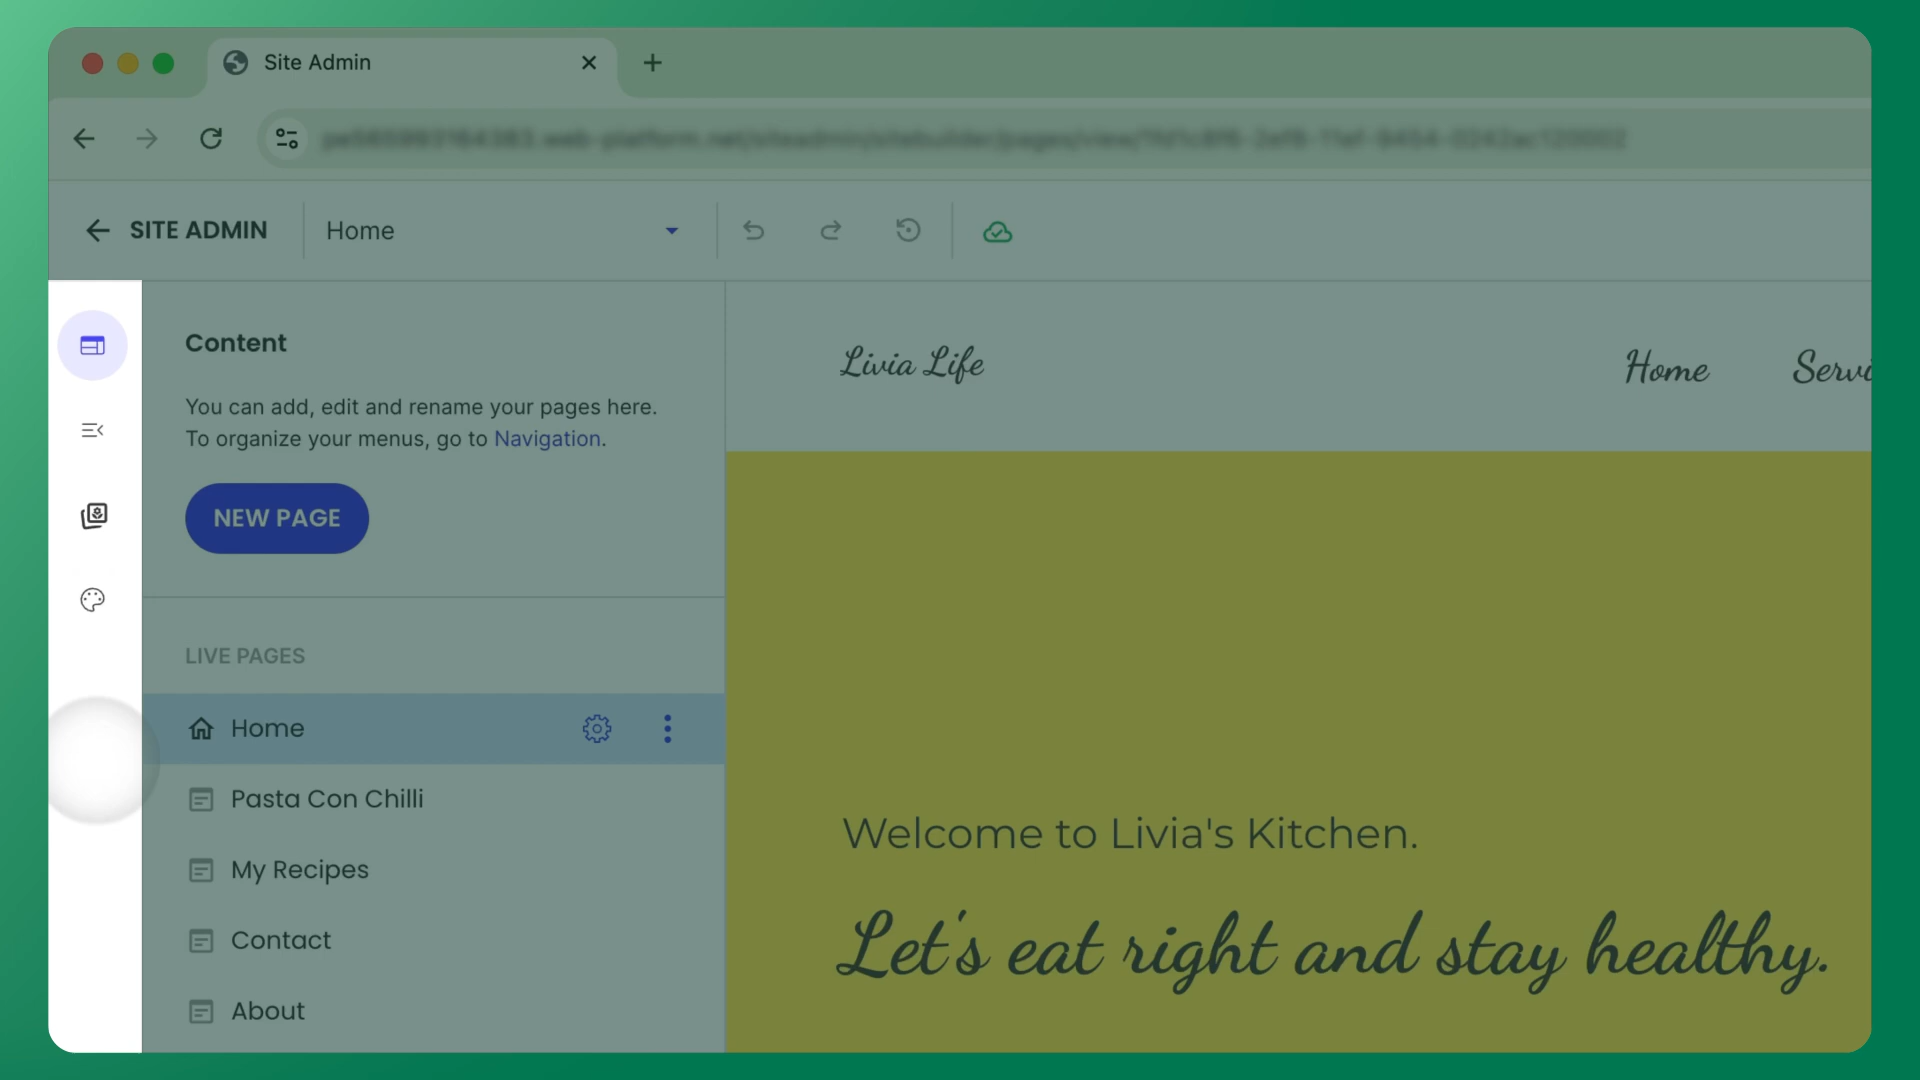 Site Admin
SITE ADMIN
Home
Content
You can add, edit and rename your pages here.
To organize your menus, go to Navigation.
NEW PAGE
LIVE PAGES
Home
Pasta Con Chilli
My Recipes
Contact
About
Livia Life
Home
Welcome to Livia's Kitchen.
Let's eat right and stay healthy.